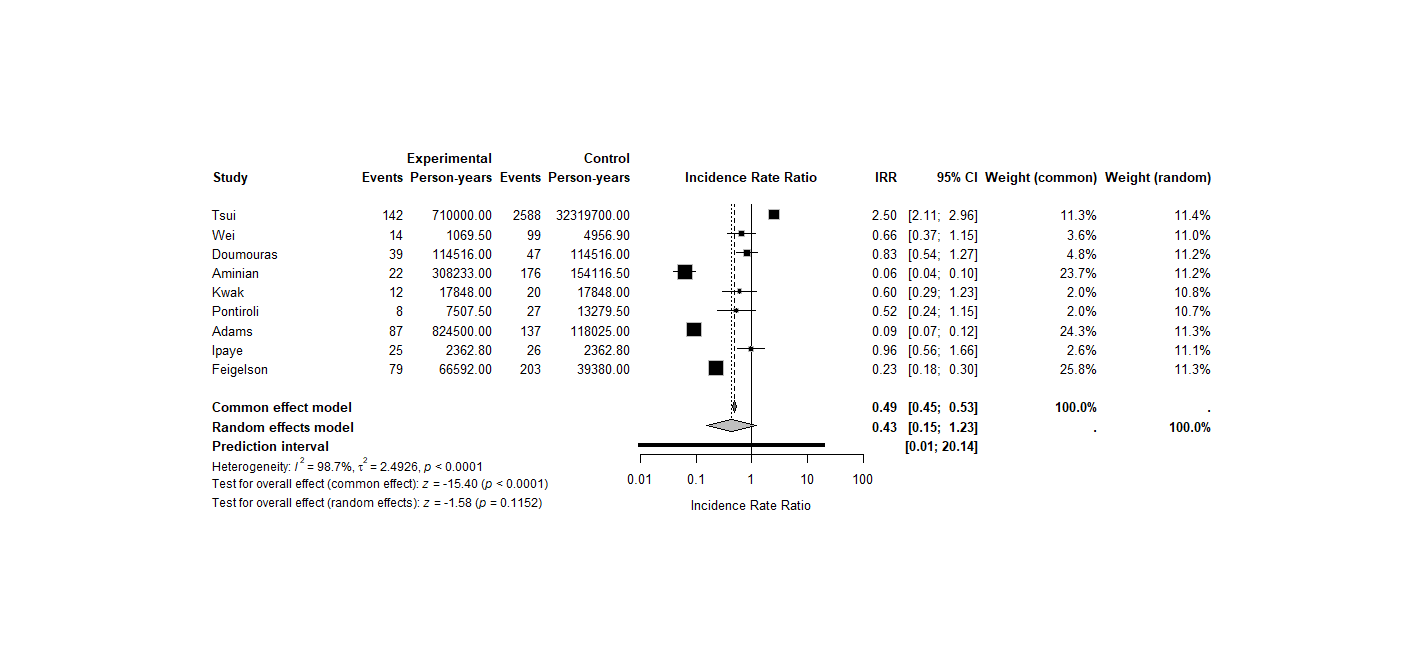 Experimental Control
Study Events Person-years Events Person-years Incidence Rate Ratio IRR 95% CI Weight (common) Weight (random)
Tsui 142 710000.00 2588 32319700.00 2.50 [2.11; 2.96] 11.3% 11.4%
Wei 14 1069.50 99 4956.90 0.66 [0.37; 1.15] 3.6% 11.0%
Doumouras 39 114516.00 47 114516.00 0.83 [0.54; 1.27] 4.8% 11.2%
Aminian 22 308233.00 176 154116.50 0.06 [0.04; 0.10] 23.7% 11.2%
Kwak 12 17848.00 20 17848.00 0.60 [0.29; 1.23] 2.0% 10.8%
Pontiroli 8 7507.50 27 13279.50 0.52 [0.24; 1.15] 2.0% 10.7%
Adams 87 824500.00 137 118025.00 0.09 [0.07; 0.12] 24.3% 11.3%
Ipaye 25 2362.80 26 2362.80 0.96 [0.56; 1.66] 2.6% 11.1%
Feigelson 79 66592.00 203 39380.00 0.23 [0.18; 0.30] 25.8% 11.3%
Common effect model 0.49 [0.45; 0.53] 100.0% .
Random effects model 0.43 [0.15; 1.23] . 100.0%
Prediction interval [0.01; 20.14]
Heterogeneity: I² = 98.7%, τ² = 2.4926, p < 0.0001
0.01 0.1 1 10 100
Test for overall effect (common effect): z = -15.40 (p < 0.0001)
Test for overall effect (random effects): z = -1.58 (p = 0.1152)
Incidence Rate Ratio